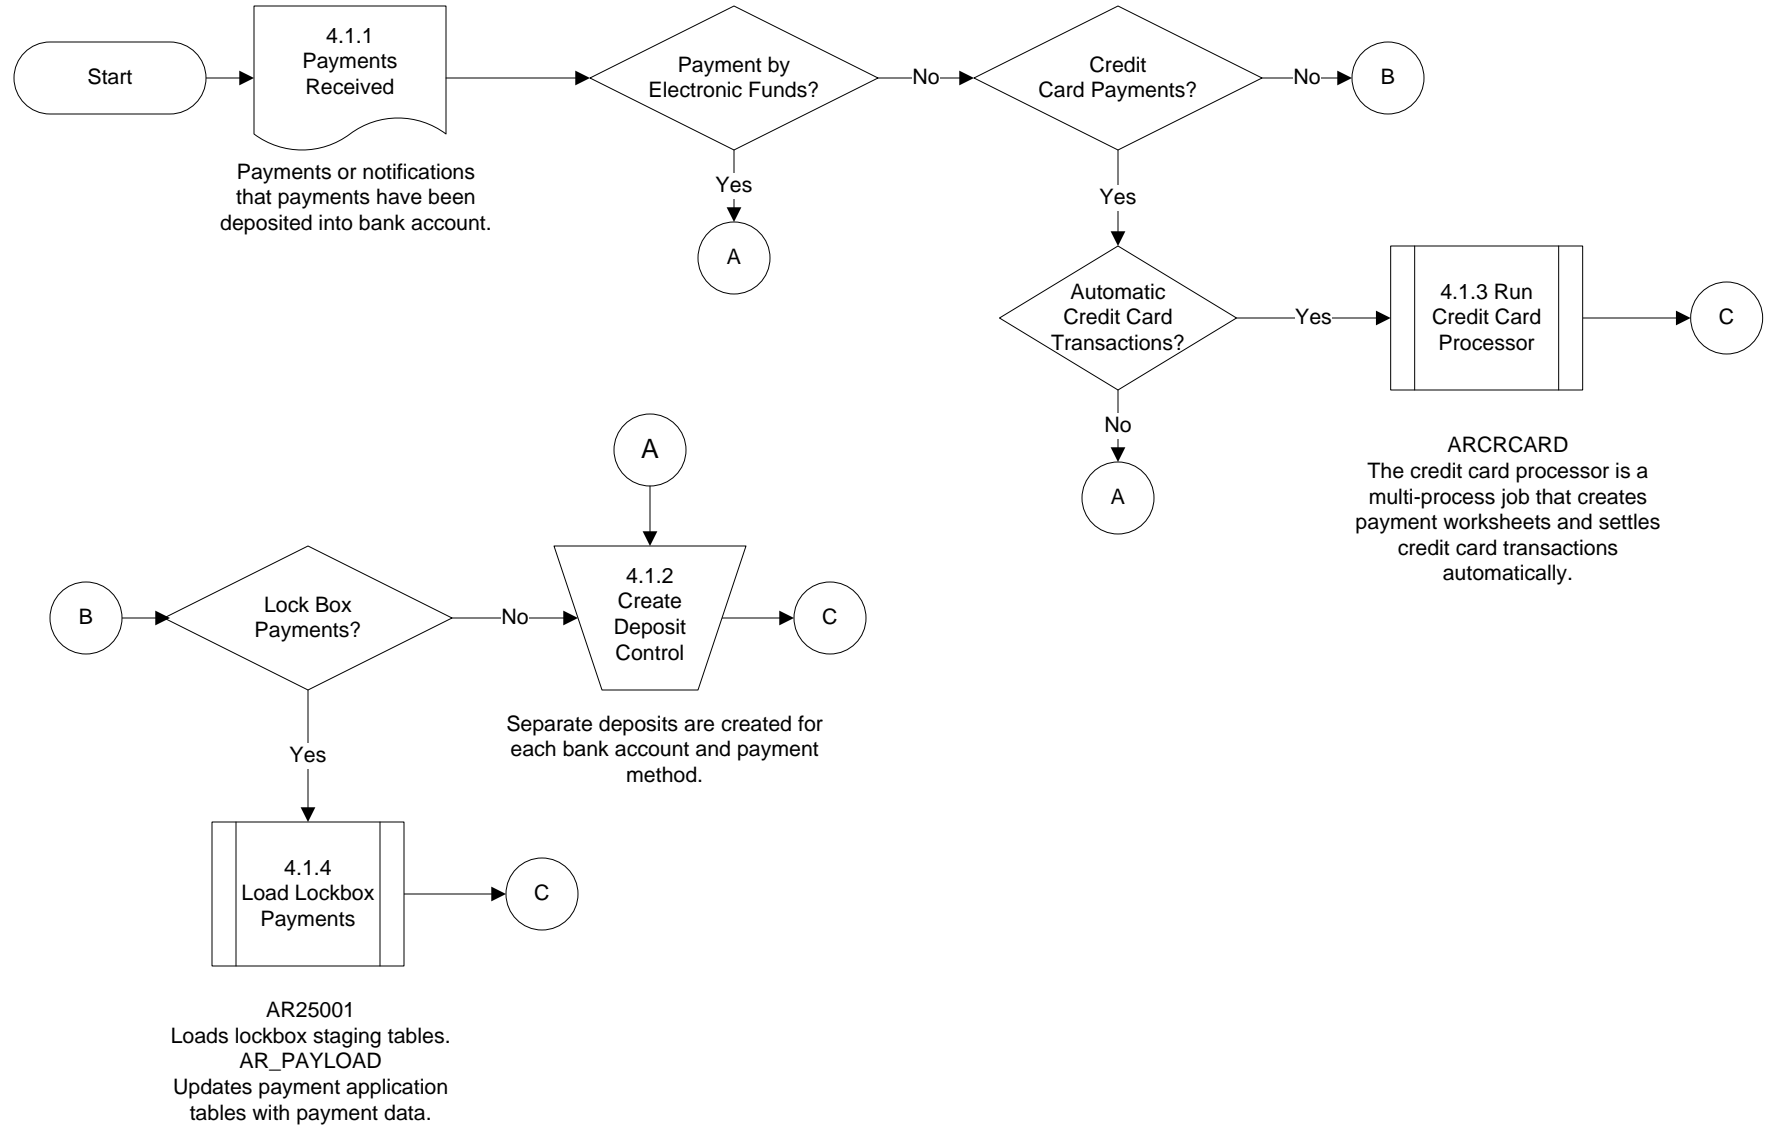 Start
4.1.1
Payments
Received
Payments or notifications
that payments have been
deposited into bank account.
Payment by
Electronic Funds?
No
Yes
A
Credit
Card Payments?
No
B
Yes
Automatic
Credit Card
Transactions?
Yes
4.1.3 Run
Credit Card
Processor
C
ARCRCARD
The credit card processor is a
multi-process job that creates
payment worksheets and settles
credit card transactions
automatically.
No
A
A
B
Lock Box
Payments?
No
4.1.2
Create
Deposit
Control
C
Separate deposits are created for
each bank account and payment
method.
Yes
4.1.4
Load Lockbox
Payments
C
AR25001
Loads lockbox staging tables.
AR_PAYLOAD
Updates payment application
tables with payment data.